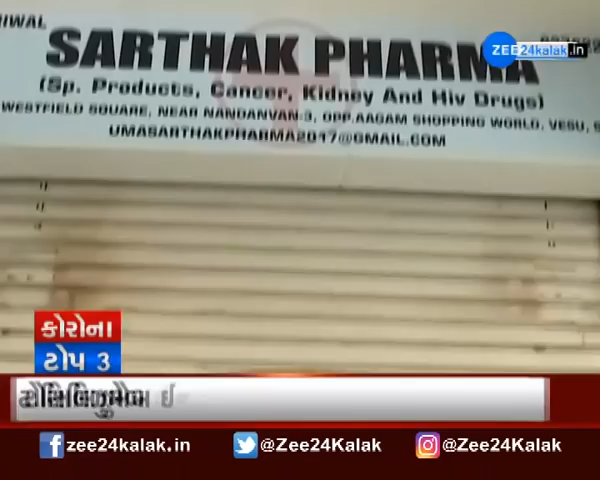 SARTHAK PHARMA
ZEE24kalak.in
(Sp. Products, Cancer, Kidney And Hiv Drugs)
WESTFIELD SQUARE, NEAR NANDANVAN-3, OPP.AAGAM SHOPPING WORLD, VESU,
UMASARTHAKPHARMA2017@GMAIL.COM
કોરોના
ટોપ 3
zee24kalak.in
@Zee24Kalak
@Zee24Kalak